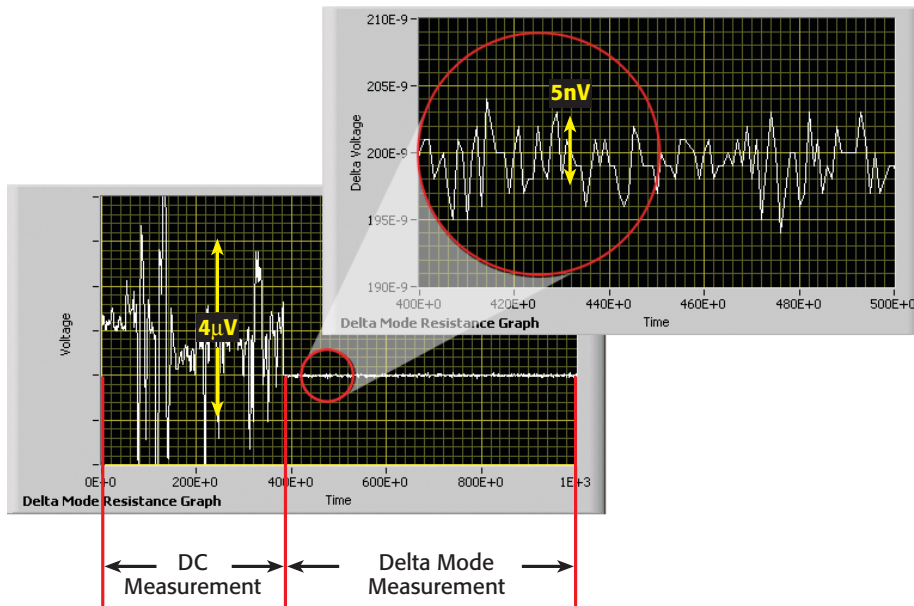 210E-9
205E-9
200E-9
195E-9
190E-9
Delta Voltage
5nV
400E+0 420E+0 440E+0 460E+0 480E+0 500E+0
Delta Mode Resistance Graph Time
Voltage
4µV
0E+0 200E+0 400E+0 600E+0 800E+0 1E+3
Delta Mode Resistance Graph Time
DC
Measurement
Delta Mode
Measurement